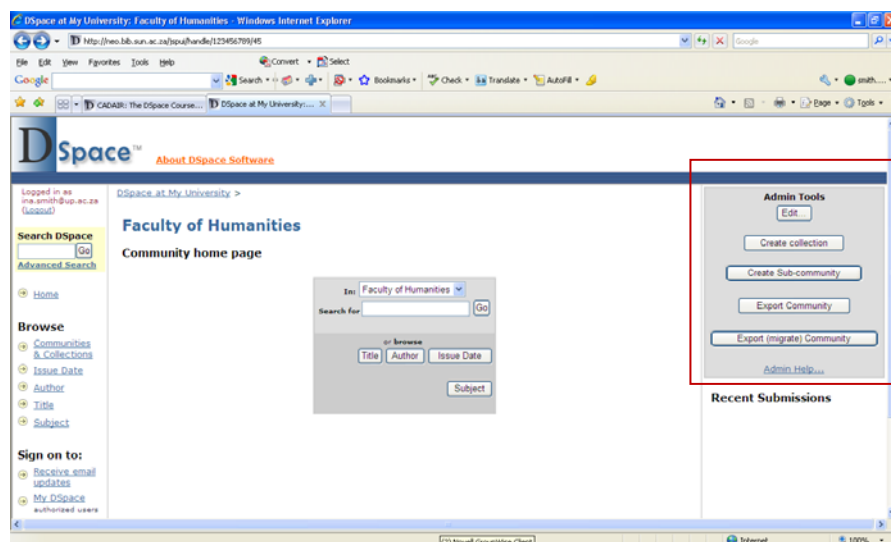 DSpace at My University: Faculty of Humanities - Windows Internet Explorer
http://neo.bib.sun.ac.za/jspui/handle/123456789/45
Google
File Edit View Favorites Tools Help
Convert
Select
Google
Search
Bookmarks
Check
Translate
AutoFill
smith....
CADAIR: The DSpace Course...
DSpace at My University:...
Page
Tools
DSpace™
About DSpace Software
Logged in as
ina.smith@up.ac.za
(Logout)
Search DSpace
Go
Advanced Search
Home
Browse
Communities
& Collections
Issue Date
Author
Title
Subject
Sign on to:
Receive email
updates
My DSpace
authorized users
DSpace at My University >
Faculty of Humanities
Community home page
In: Faculty of Humanities
Search for
Go
or browse
Title Author Issue Date
Subject
Admin Tools
Edit...
Create collection
Create Sub-community
Export Community
Export (migrate) Community
Admin Help...
Recent Submissions
Internet
100%